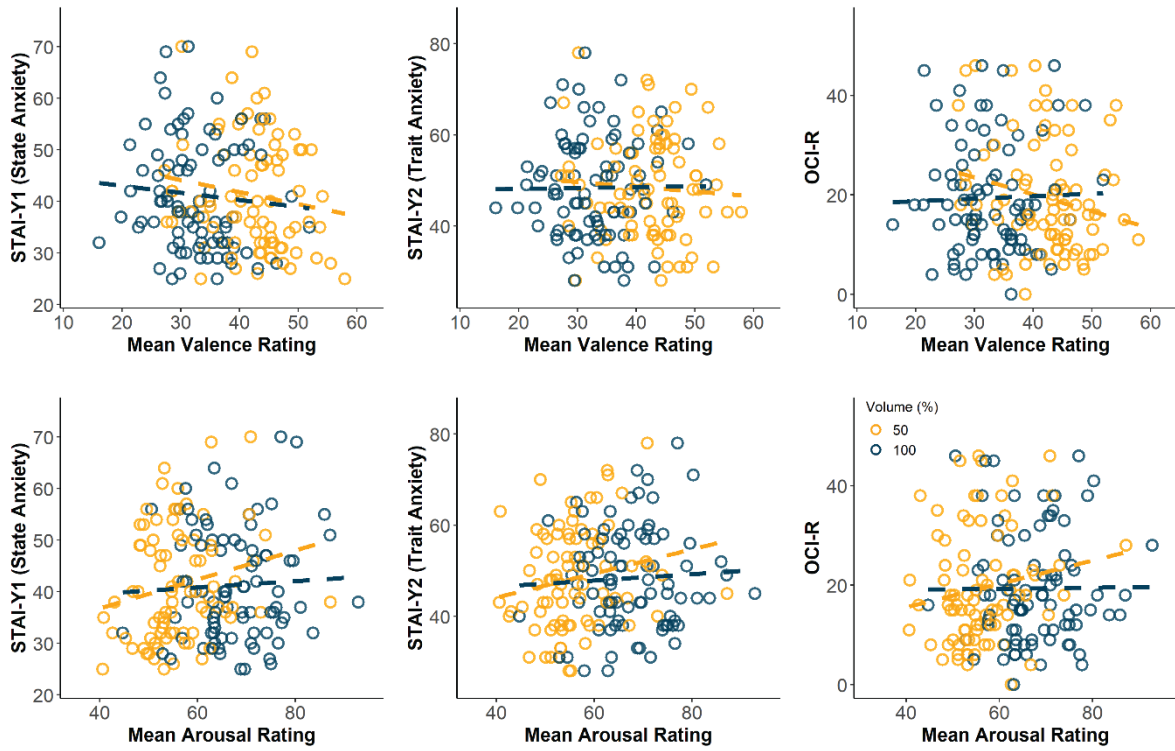 STAI-Y1 (State Anxiety)
70
60
50
40
30
20
10 20 30 40 50 60
Mean Valence Rating
STAI-Y2 (Trait Anxiety)
80
60
40
10 20 30 40 50 60
Mean Valence Rating
OCI-R
40
20
0
10 20 30 40 50 60
Mean Valence Rating
STAI-Y1 (State Anxiety)
70
60
50
40
30
20
40 60 80
Mean Arousal Rating
STAI-Y2 (Trait Anxiety)
80
60
40
40 60 80
Mean Arousal Rating
OCI-R
40
20
0
Volume (%)
50
100
40 60 80
Mean Arousal Rating